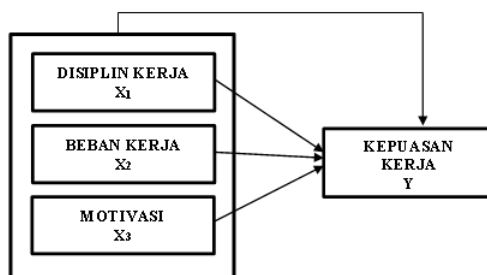 DISIPLIN KERJA
X1
BEBAN KERJA
X2
MOTIVASI
X3
KEPUASAN
KERJA
Y